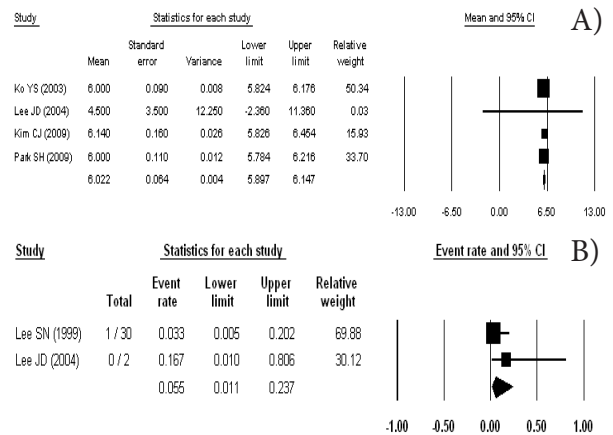 Study Statistics for each study Mean and 95% CI A)
Standard Lower Upper Relative
Mean error Variance limit limit weight
Ko YS (2003) 6.000 0.090 0.008 5.824 6.176 50.34
Lee JD (2004) 4.500 3.500 12.250 -2.360 11.360 0.03
Kim CJ (2009) 6.140 0.160 0.026 5.826 6.454 15.93
Park SH (2009) 6.000 0.110 0.012 5.784 6.216 33.70
6.022 0.064 0.004 5.897 6.147
-13.00 -6.50 0.00 6.50 13.00
Study Statistics for each study Event rate and 95% CI B)
Event Lower Upper Relative
Total rate limit limit weight
Lee SN (1999) 1 / 30 0.033 0.005 0.202 69.88
Lee JD (2004) 0 / 2 0.167 0.010 0.806 30.12
0.055 0.011 0.237
-1.00 -0.50 0.00 0.50 1.00